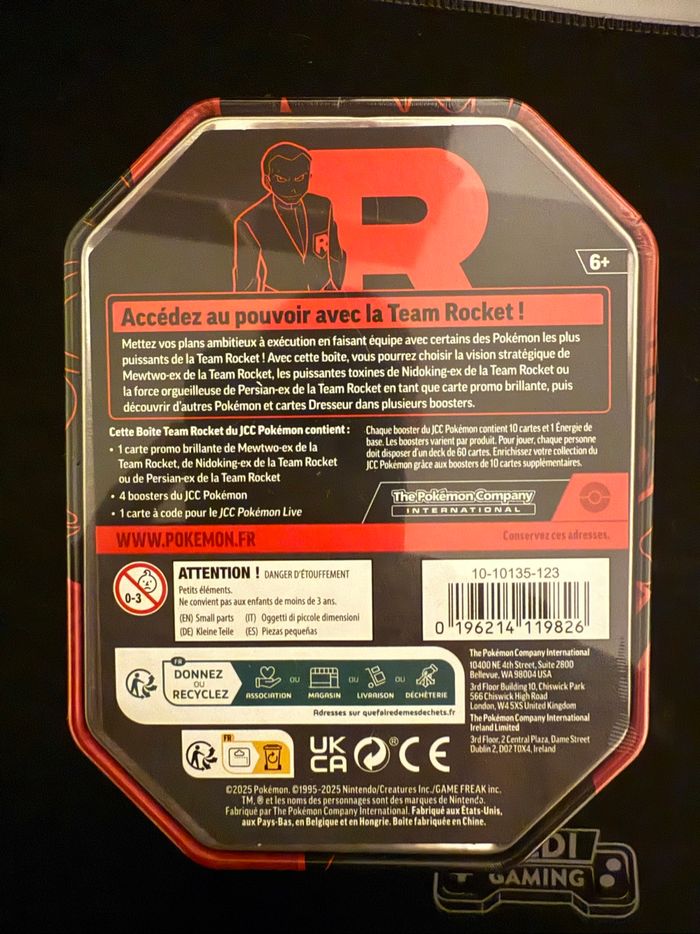 R
R
6+
Accédez au pouvoir avec la Team Rocket !
Mettez vos plans ambitieux à exécution en faisant équipe avec certains des Pokémon les plus
puissants de la Team Rocket ! Avec cette boîte, vous pourrez choisir la vision stratégique de
Mewtwo-ex de la Team Rocket, les puissantes toxines de Nidoking-ex de la Team Rocket ou
la force orgueilleuse de Persian-ex de la Team Rocket en tant que carte promo brillante, puis
découvrir d'autres Pokémon et cartes Dresseur dans plusieurs boosters.
Cette Boîte Team Rocket du JCC Pokémon contient :
• 1 carte promo brillante de Mewtwo-ex de la
Team Rocket, de Nidoking-ex de la Team Rocket
ou de Persian-ex de la Team Rocket
• 4 boosters du JCC Pokémon
• 1 carte à code pour le JCC Pokémon Live
Chaque booster du JCC Pokémon contient 10 cartes et 1 Énergie de
base. Les boosters varient par produit. Pour jouer, chaque personne
doit disposer d'un deck de 60 cartes. Enrichissez votre collection du
JCC Pokémon grâce aux boosters de 10 cartes supplémentaires.
The Pokémon Company
INTERNATIONAL
WWW.POKEMON.FR
Conservez ces adresses.
0-3
ATTENTION ! DANGER D'ÉTOUFFEMENT
Petits éléments.
Ne convient pas aux enfants de moins de 3 ans.
(EN) Small parts (IT) Oggetti di piccole dimensioni
(DE) Kleine Teile (ES) Piezas pequeñas
10-10135-123
0 196214 119826
FR
DONNEZ
OU
RECYCLEZ
ASSOCIATION
OU
MAGASIN
OU
LIVRAISON
OU
DÉCHÈTERIE
Adresses sur quefairedemesdechets.fr
The Pokémon Company International
10400 NE 4th Street, Suite 2800
Bellevue, WA 98004 USA
3rd Floor Building 10, Chiswick Park
566 Chiswick High Road
London, W4 5XS United Kingdom
The Pokémon Company International
Ireland Limited
3rd Floor, 2 Central Plaza, Dame Street
Dublin 2, D02 T0X4, Ireland
FR
UK
CA
®
CE
©2025 Pokémon. ©1995-2025 Nintendo/Creatures Inc./GAME FREAK inc.
TM, ® et les noms des personnages sont des marques de Nintendo.
Fabriqué par The Pokémon Company International. Fabriqué aux États-Unis,
aux Pays-Bas, en Belgique et en Hongrie. Boîte fabriquée en Chine.
GAMING